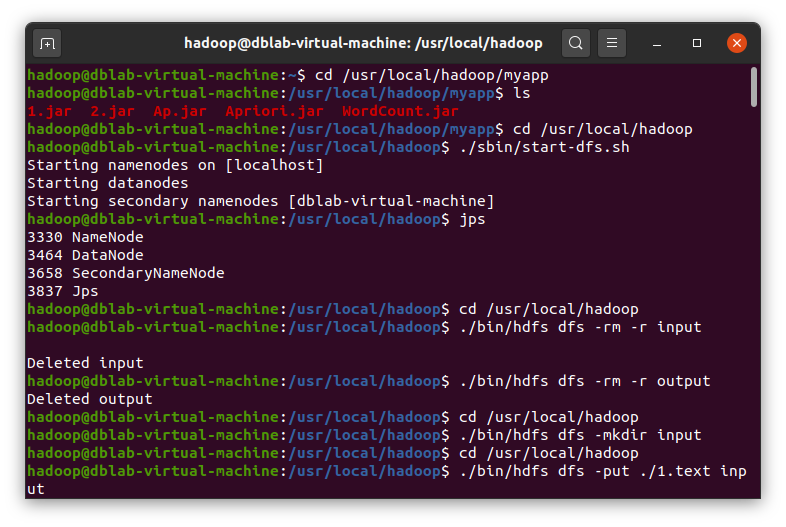 hadoop@dblab-virtual-machine: /usr/local/hadoop
hadoop@dblab-virtual-machine:~$ cd /usr/local/hadoop/myapp
hadoop@dblab-virtual-machine:/usr/local/hadoop/myapp$ ls
1.jar  2.jar  Ap.jar  Apriori.jar  WordCount.jar
hadoop@dblab-virtual-machine:/usr/local/hadoop/myapp$ cd /usr/local/hadoop
hadoop@dblab-virtual-machine:/usr/local/hadoop$ ./sbin/start-dfs.sh
Starting namenodes on [localhost]
Starting datanodes
Starting secondary namenodes [dblab-virtual-machine]
hadoop@dblab-virtual-machine:/usr/local/hadoop$ jps
3330 NameNode
3464 DataNode
3658 SecondaryNameNode
3837 Jps
hadoop@dblab-virtual-machine:/usr/local/hadoop$ cd /usr/local/hadoop
hadoop@dblab-virtual-machine:/usr/local/hadoop$ ./bin/hdfs dfs -rm -r input
Deleted input
hadoop@dblab-virtual-machine:/usr/local/hadoop$ ./bin/hdfs dfs -rm -r output
Deleted output
hadoop@dblab-virtual-machine:/usr/local/hadoop$ cd /usr/local/hadoop
hadoop@dblab-virtual-machine:/usr/local/hadoop$ ./bin/hdfs dfs -mkdir input
hadoop@dblab-virtual-machine:/usr/local/hadoop$ cd /usr/local/hadoop
hadoop@dblab-virtual-machine:/usr/local/hadoop$ ./bin/hdfs dfs -put ./1.text inp
ut